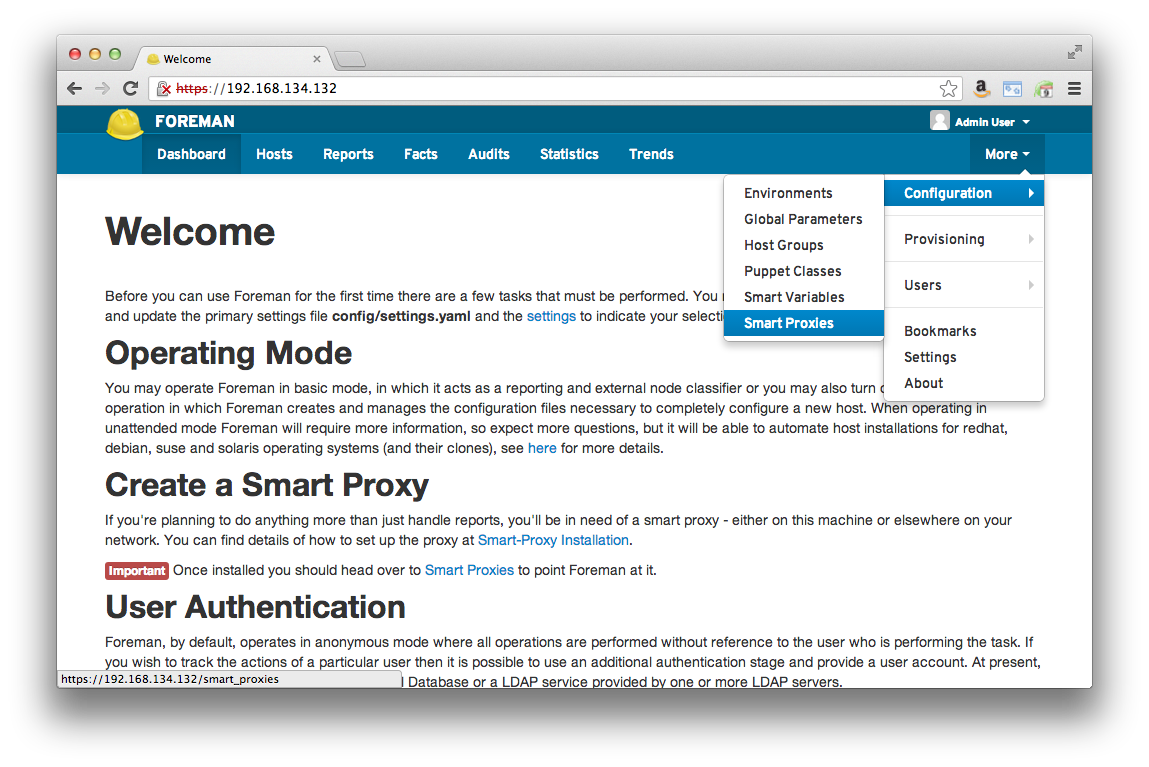 Welcome
https://192.168.134.132
FOREMAN
Admin User
Dashboard Hosts Reports Facts Audits Statistics Trends More
Environments
Global Parameters
Host Groups
Puppet Classes
Smart Variables
Smart Proxies
Configuration
Provisioning
Users
Bookmarks
Settings
About
Welcome
Before you can use Foreman for the first time there are a few tasks that must be performed. You
and update the primary settings file config/settings.yaml and the settings to indicate your
Operating Mode
You may operate Foreman in basic mode, in which it acts as a reporting and external node classifier or you may also turn
operation in which Foreman creates and manages the configuration files necessary to completely configure a new host. When operating in
unattended mode Foreman will require more information, so expect more questions, but it will be able to automate host installations for redhat,
debian, suse and solaris operating systems (and their clones), see here for more details.
Create a Smart Proxy
If you're planning to do anything more than just handle reports, you'll be in need of a smart proxy - either on this machine or elsewhere on your
network. You can find details of how to set up the proxy at Smart-Proxy Installation.
Important Once installed you should head over to Smart Proxies to point Foreman at it.
User Authentication
Foreman, by default, operates in anonymous mode where all operations are performed without reference to the user who is performing the task. If
you wish to track the actions of a particular user then it is possible to use an additional authentication stage and provide a user account. At present,
Database or a LDAP service provided by one or more LDAP servers.
https://192.168.134.132/smart_proxies